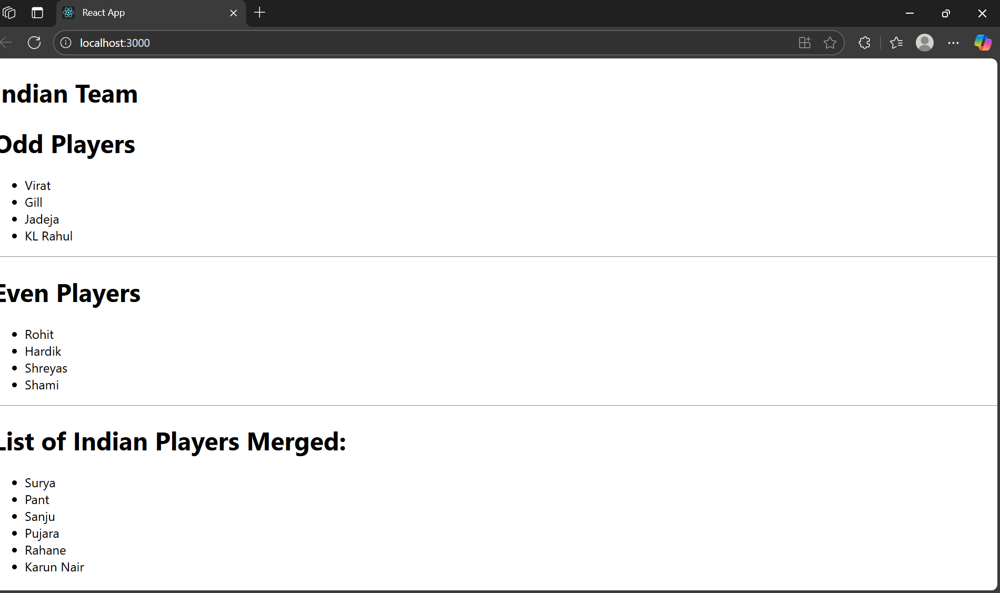 React App
localhost:3000
ndian Team
Odd Players
Virat
Gill
Jadeja
KL Rahul
Even Players
Rohit
Hardik
Shreyas
Shami
List of Indian Players Merged:
Surya
Pant
Sanju
Pujara
Rahane
Karun Nair